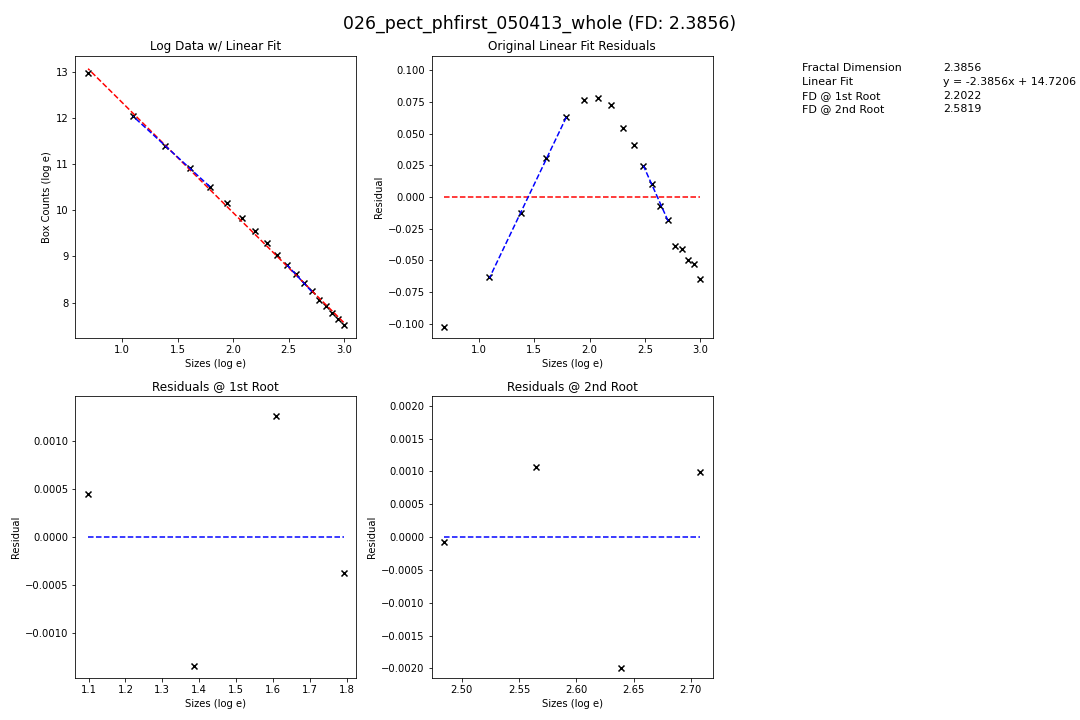 026_pect_phfirst_050413_whole (FD: 2.3856)
Log Data w/ Linear Fit
13
12
11
10
9
8
Box Counts (log e)
1.0 1.5 2.0 2.5 3.0
Sizes (log e)
Original Linear Fit Residuals
0.100
0.075
0.050
0.025
0.000
−0.025
−0.050
−0.075
−0.100
Residual
1.0 1.5 2.0 2.5 3.0
Sizes (log e)
Fractal Dimension 2.3856
Linear Fit y = -2.3856x + 14.7206
FD @ 1st Root 2.2022
FD @ 2nd Root 2.5819
Residuals @ 1st Root
0.0010
0.0005
0.0000
−0.0005
−0.0010
Residual
1.1 1.2 1.3 1.4 1.5 1.6 1.7 1.8
Sizes (log e)
Residuals @ 2nd Root
0.0020
0.0015
0.0010
0.0005
0.0000
−0.0005
−0.0010
−0.0015
−0.0020
Residual
2.50 2.55 2.60 2.65 2.70
Sizes (log e)